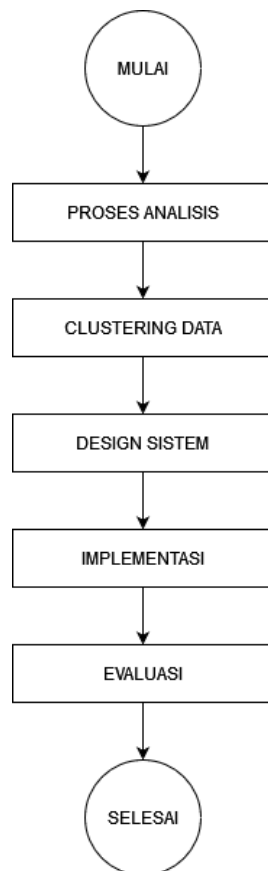 MULAI
PROSES ANALISIS
CLUSTERING DATA
DESIGN SISTEM
IMPLEMENTASI
EVALUASI
SELESAI